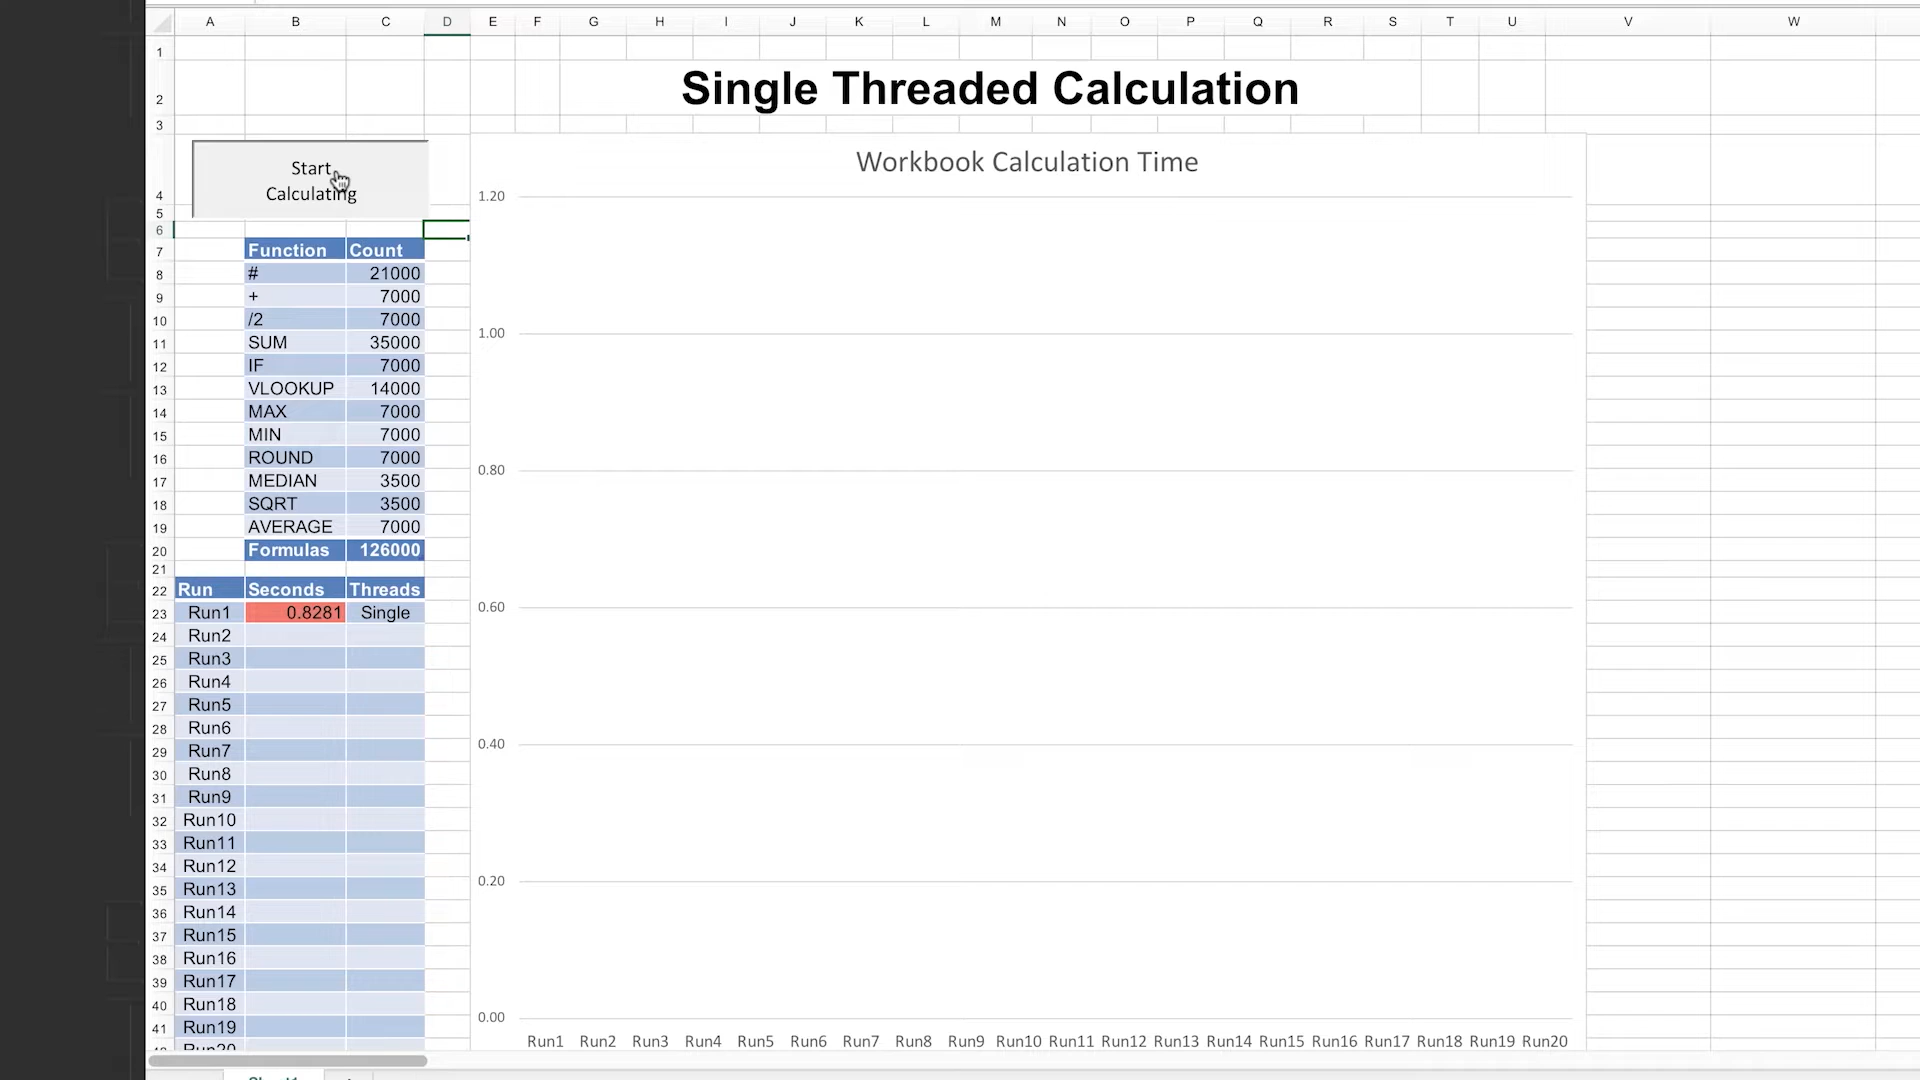 A B C D E F G H I J K L M N O P Q R S T U V W
1
Single Threaded Calculation
2
3
Workbook Calculation Time
Start
Calculating
4
1.20
5
6
7 Function Count
8 # 21000
9 + 7000
10 /2 7000
1.00
11 SUM 35000
12 IF 7000
13 VLOOKUP 14000
14 MAX 7000
15 MIN 7000
16 ROUND 7000
0.80
17 MEDIAN 3500
18 SQRT 3500
19 AVERAGE 7000
20 Formulas 126000
21
22 Run Seconds Threads
0.60
23 Run1 0.8281 Single
24 Run2
25 Run3
26 Run4
27 Run5
28 Run6
0.40
29 Run7
30 Run8
31 Run9
32 Run10
33 Run11
34 Run12
0.20
35 Run13
36 Run14
37 Run15
38 Run16
39 Run17
40 Run18
0.00
41 Run19
Run20
Run1 Run2 Run3 Run4 Run5 Run6 Run7 Run8 Run9 Run10 Run11 Run12 Run13 Run14 Run15 Run16 Run17 Run18 Run19 Run20
Sheet1